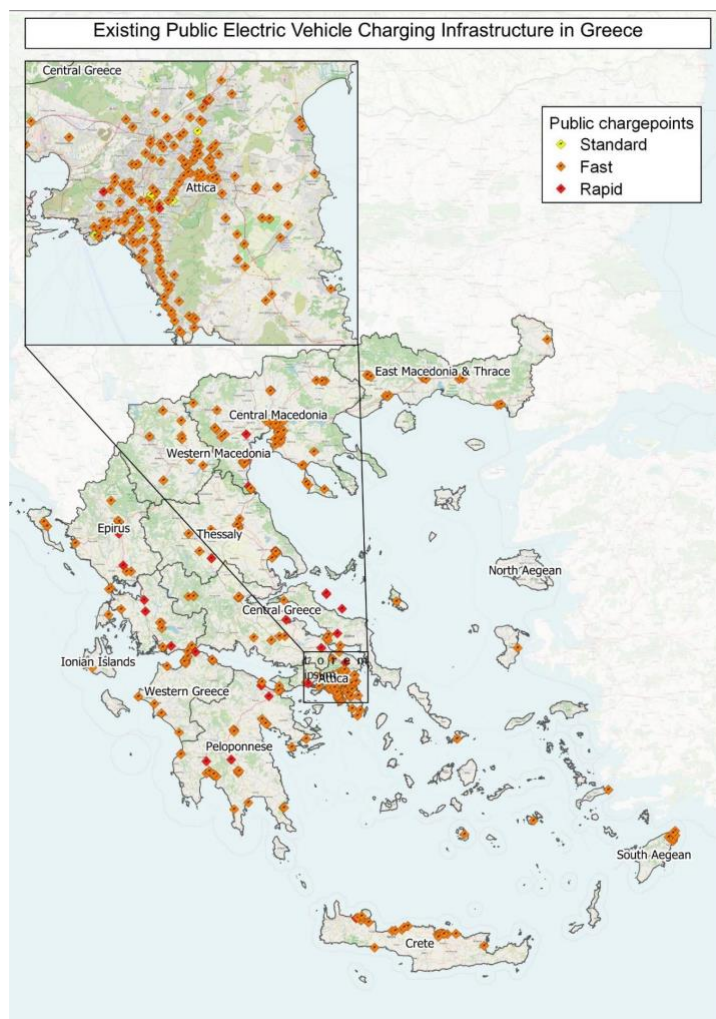 Existing Public Electric Vehicle Charging Infrastructure in Greece
Central Greece
Attica
Public chargepoints
Standard
Fast
Rapid
East Macedonia & Thrace
Central Macedonia
Western Macedonia
Epirus
Thessaly
North Aegean
Central Greece
Ionian Islands
L o r e m
ipsum
Attica
Western Greece
Peloponnese
South Aegean
Crete